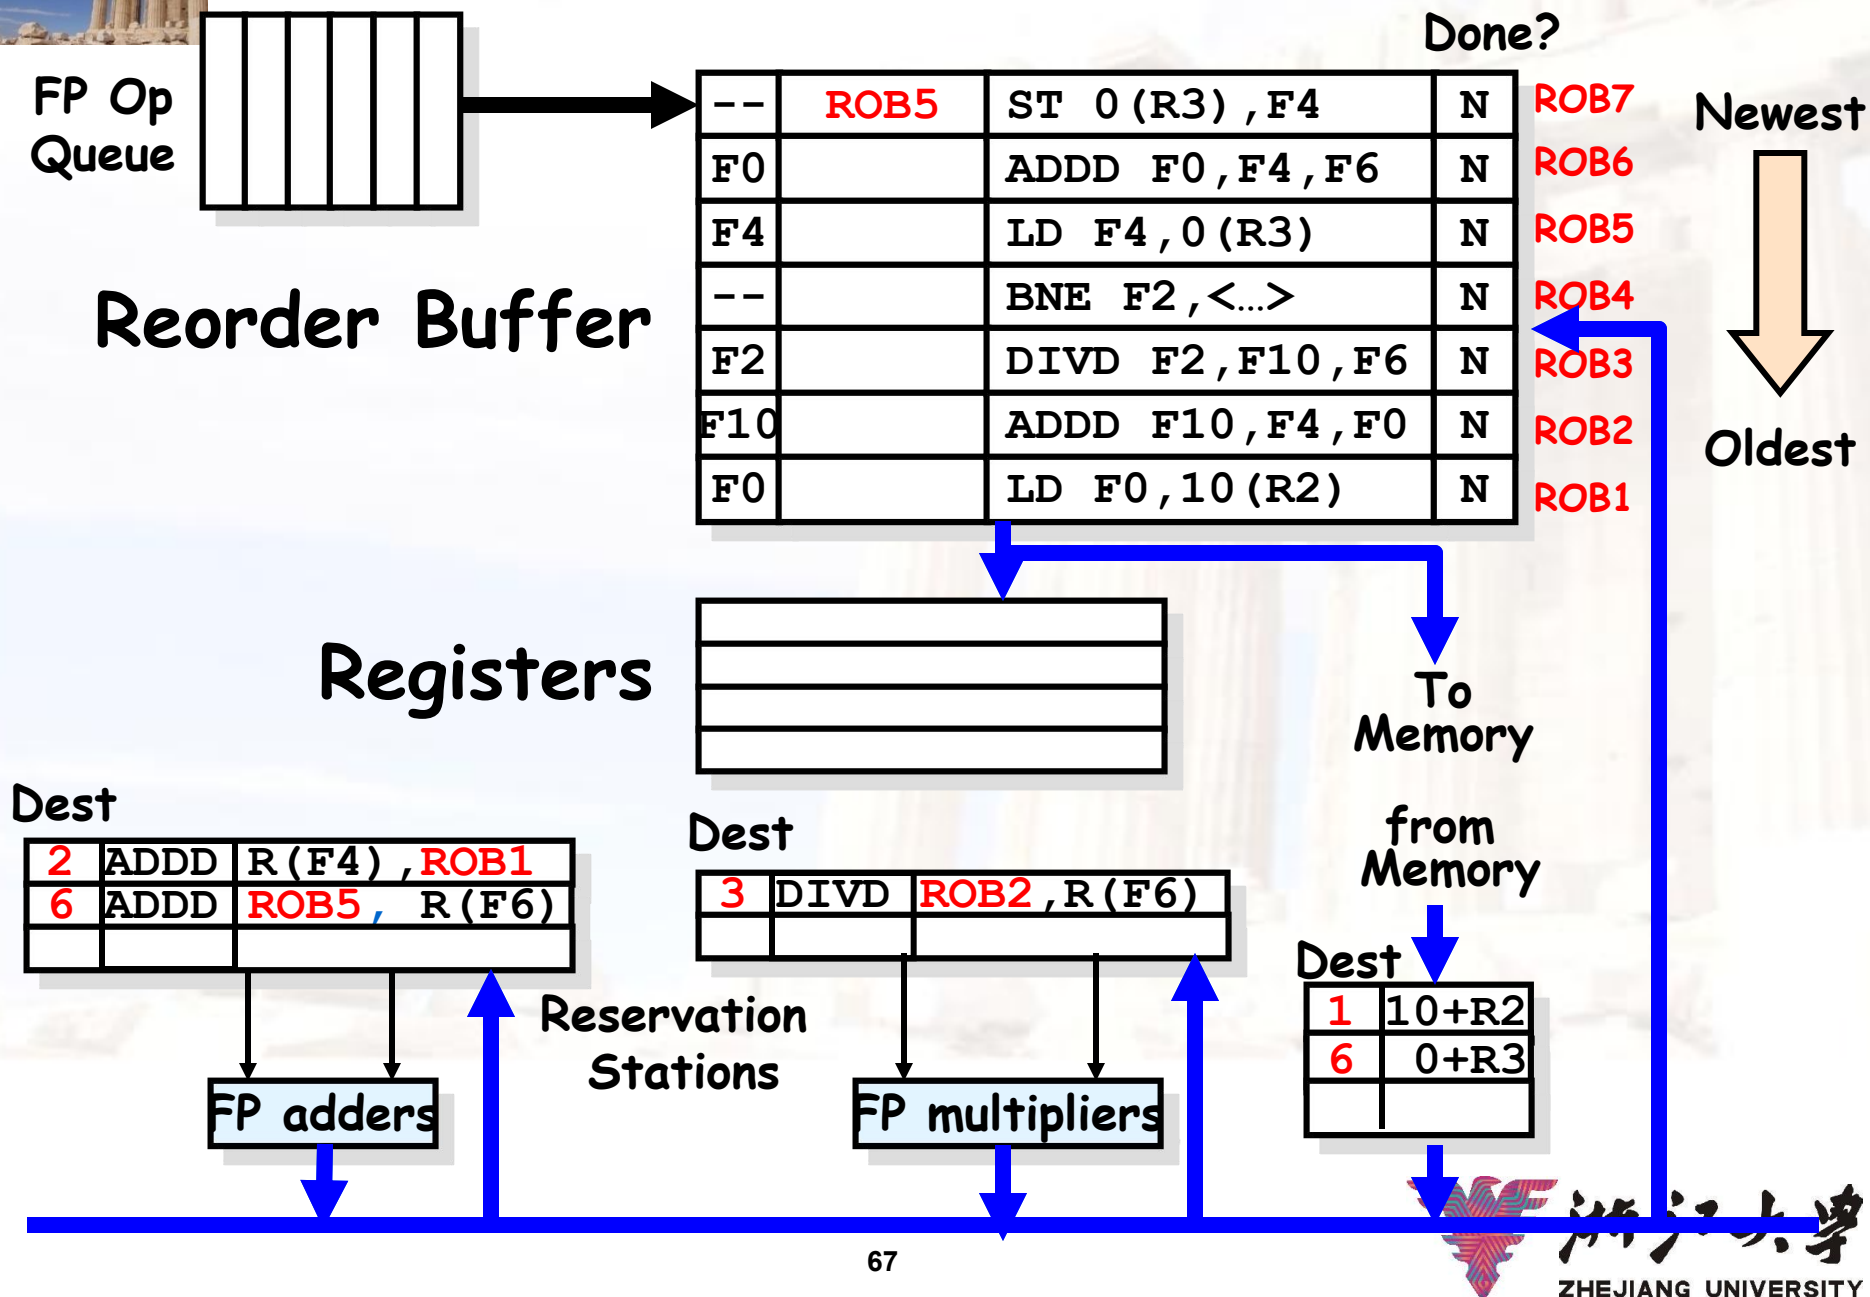 Done?
FP Op
Queue
-- ROB5 ST 0(R3),F4 N ROB7
F0 ADDD F0,F4,F6 N ROB6
F4 LD F4,0(R3) N ROB5
-- BNE F2,<…> N ROB4
F2 DIVD F2,F10,F6 N ROB3
F10 ADDD F10,F4,F0 N ROB2
F0 LD F0,10(R2) N ROB1
Newest
Oldest
Reorder Buffer
Registers
To
Memory
from
Memory
Dest
2 ADDD R(F4),ROB1
6 ADDD ROB5, R(F6)
Dest
3 DIVD ROB2,R(F6)
Dest
1 10+R2
6 0+R3
Reservation
Stations
FP adders
FP multipliers
67
浙江大學
ZHEJIANG UNIVERSITY